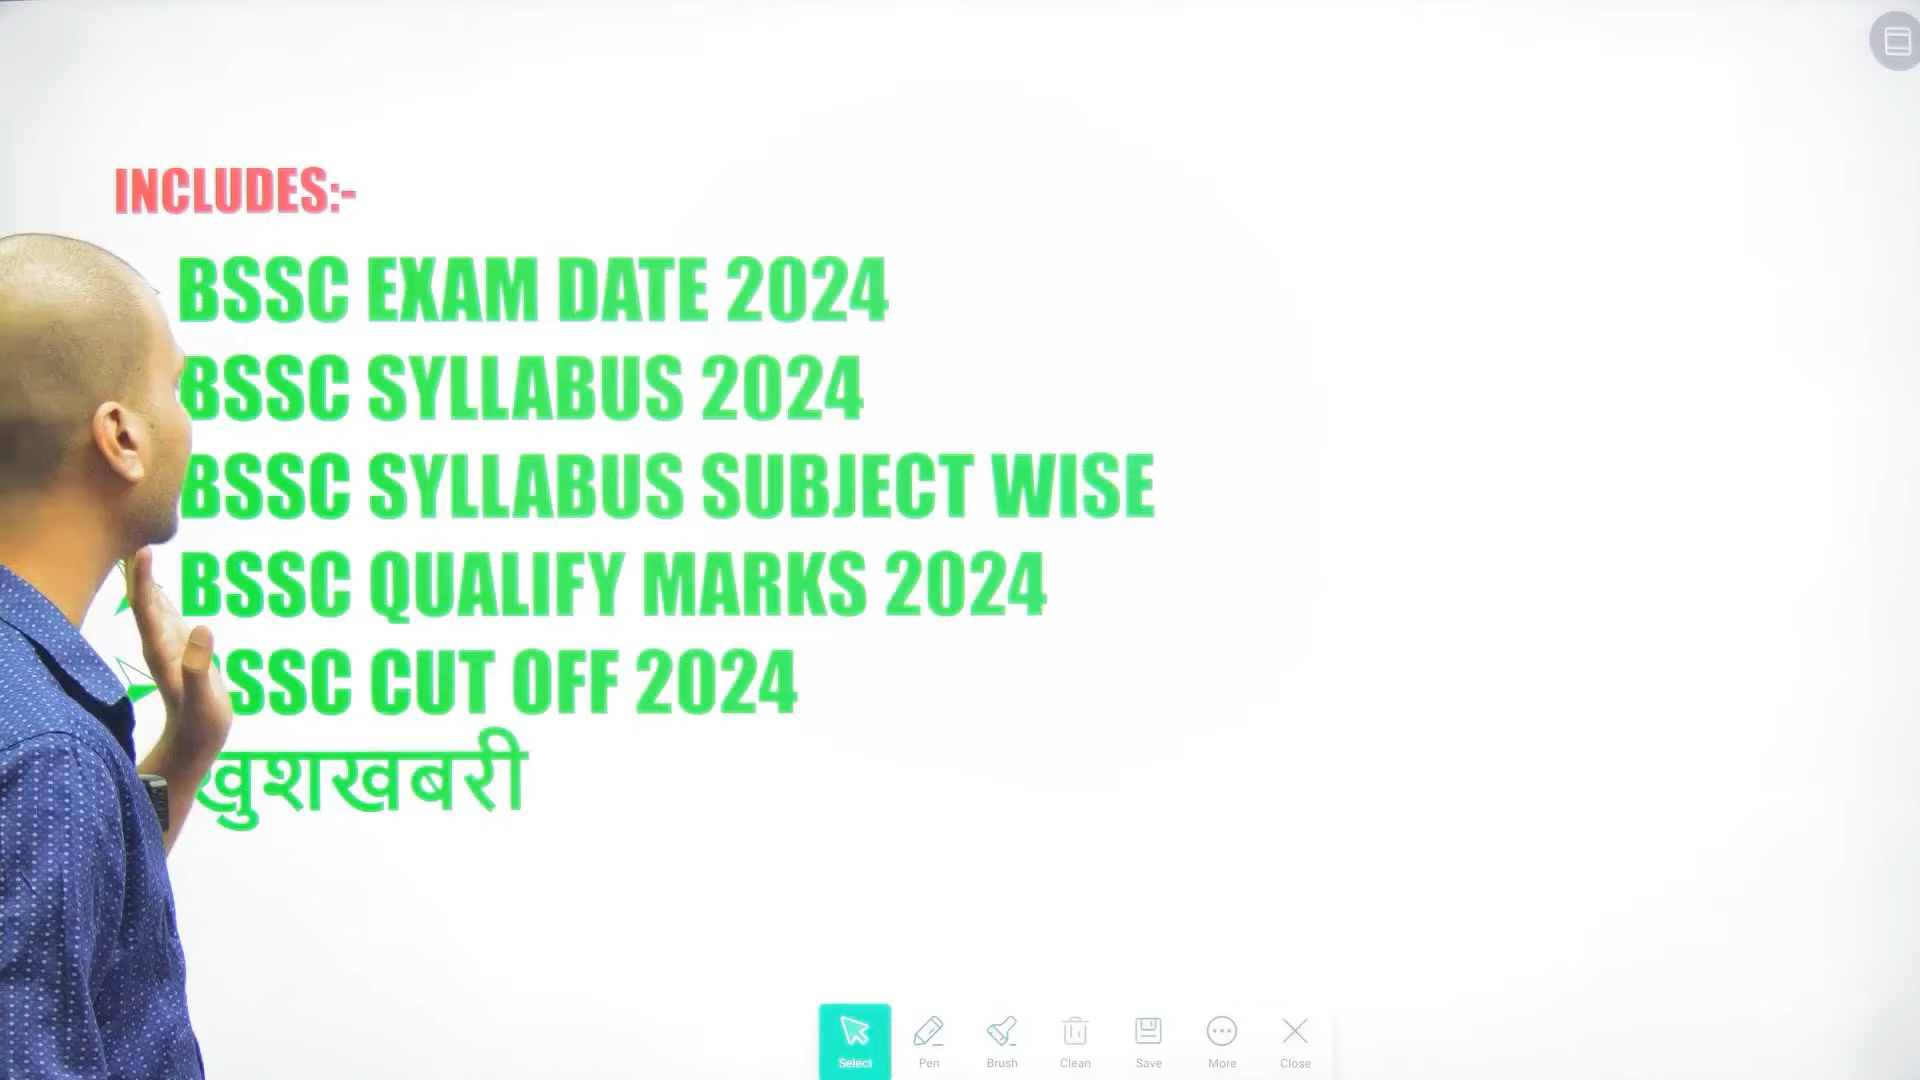 INCLUDES:-
BSSC EXAM DATE 2024
BSSC SYLLABUS 2024
BSSC SYLLABUS SUBJECT WISE
BSSC QUALIFY MARKS 2024
BSSC CUT OFF 2024
खुशखबरी
Select Pen Brush Clean Save More Close